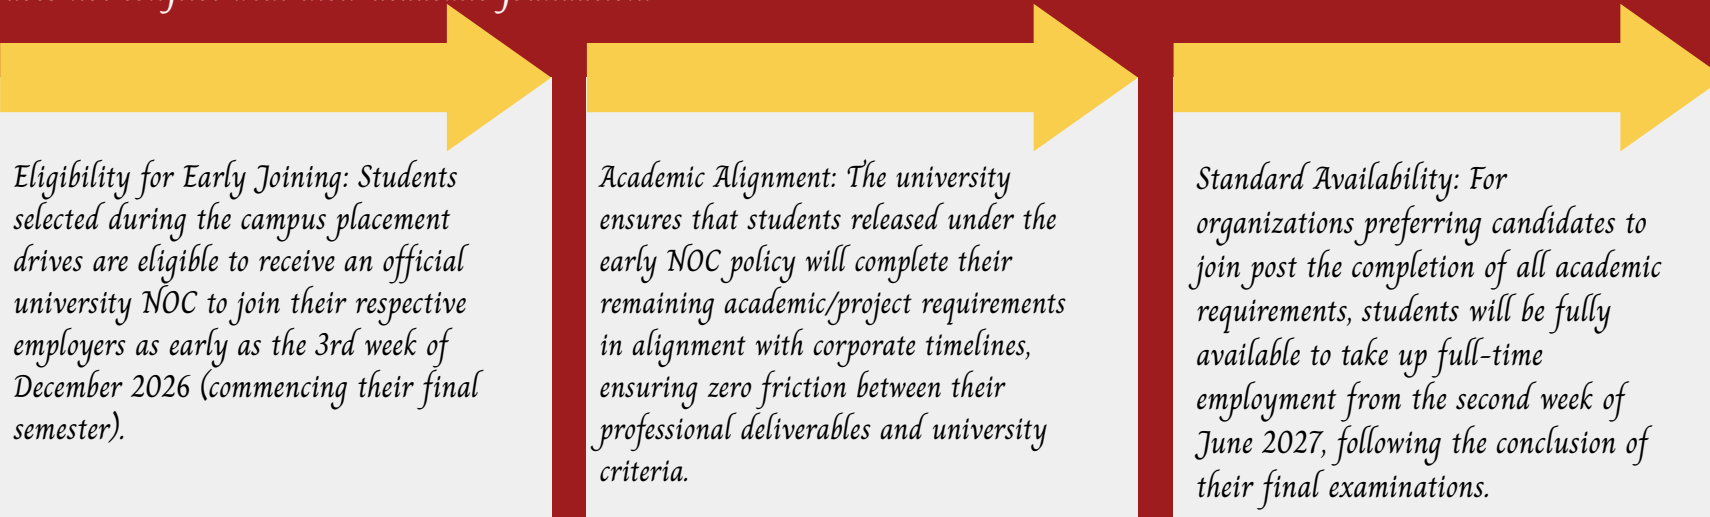 Eligibility for Early Joining: Students
selected during the campus placement
drives are eligible to receive an official
university NOC to join their respective
employers as early as the 3rd week of
December 2026 (commencing their final
semester).
Academic Alignment: The university
ensures that students released under the
early NOC policy will complete their
remaining academic/project requirements
in alignment with corporate timelines,
ensuring zero friction between their
professional deliverables and university
criteria.
Standard Availability: For
organizations preferring candidates to
join post the completion of all academic
requirements, students will be fully
available to take up full-time
employment from the second week of
June 2027, following the conclusion of
their final examinations.